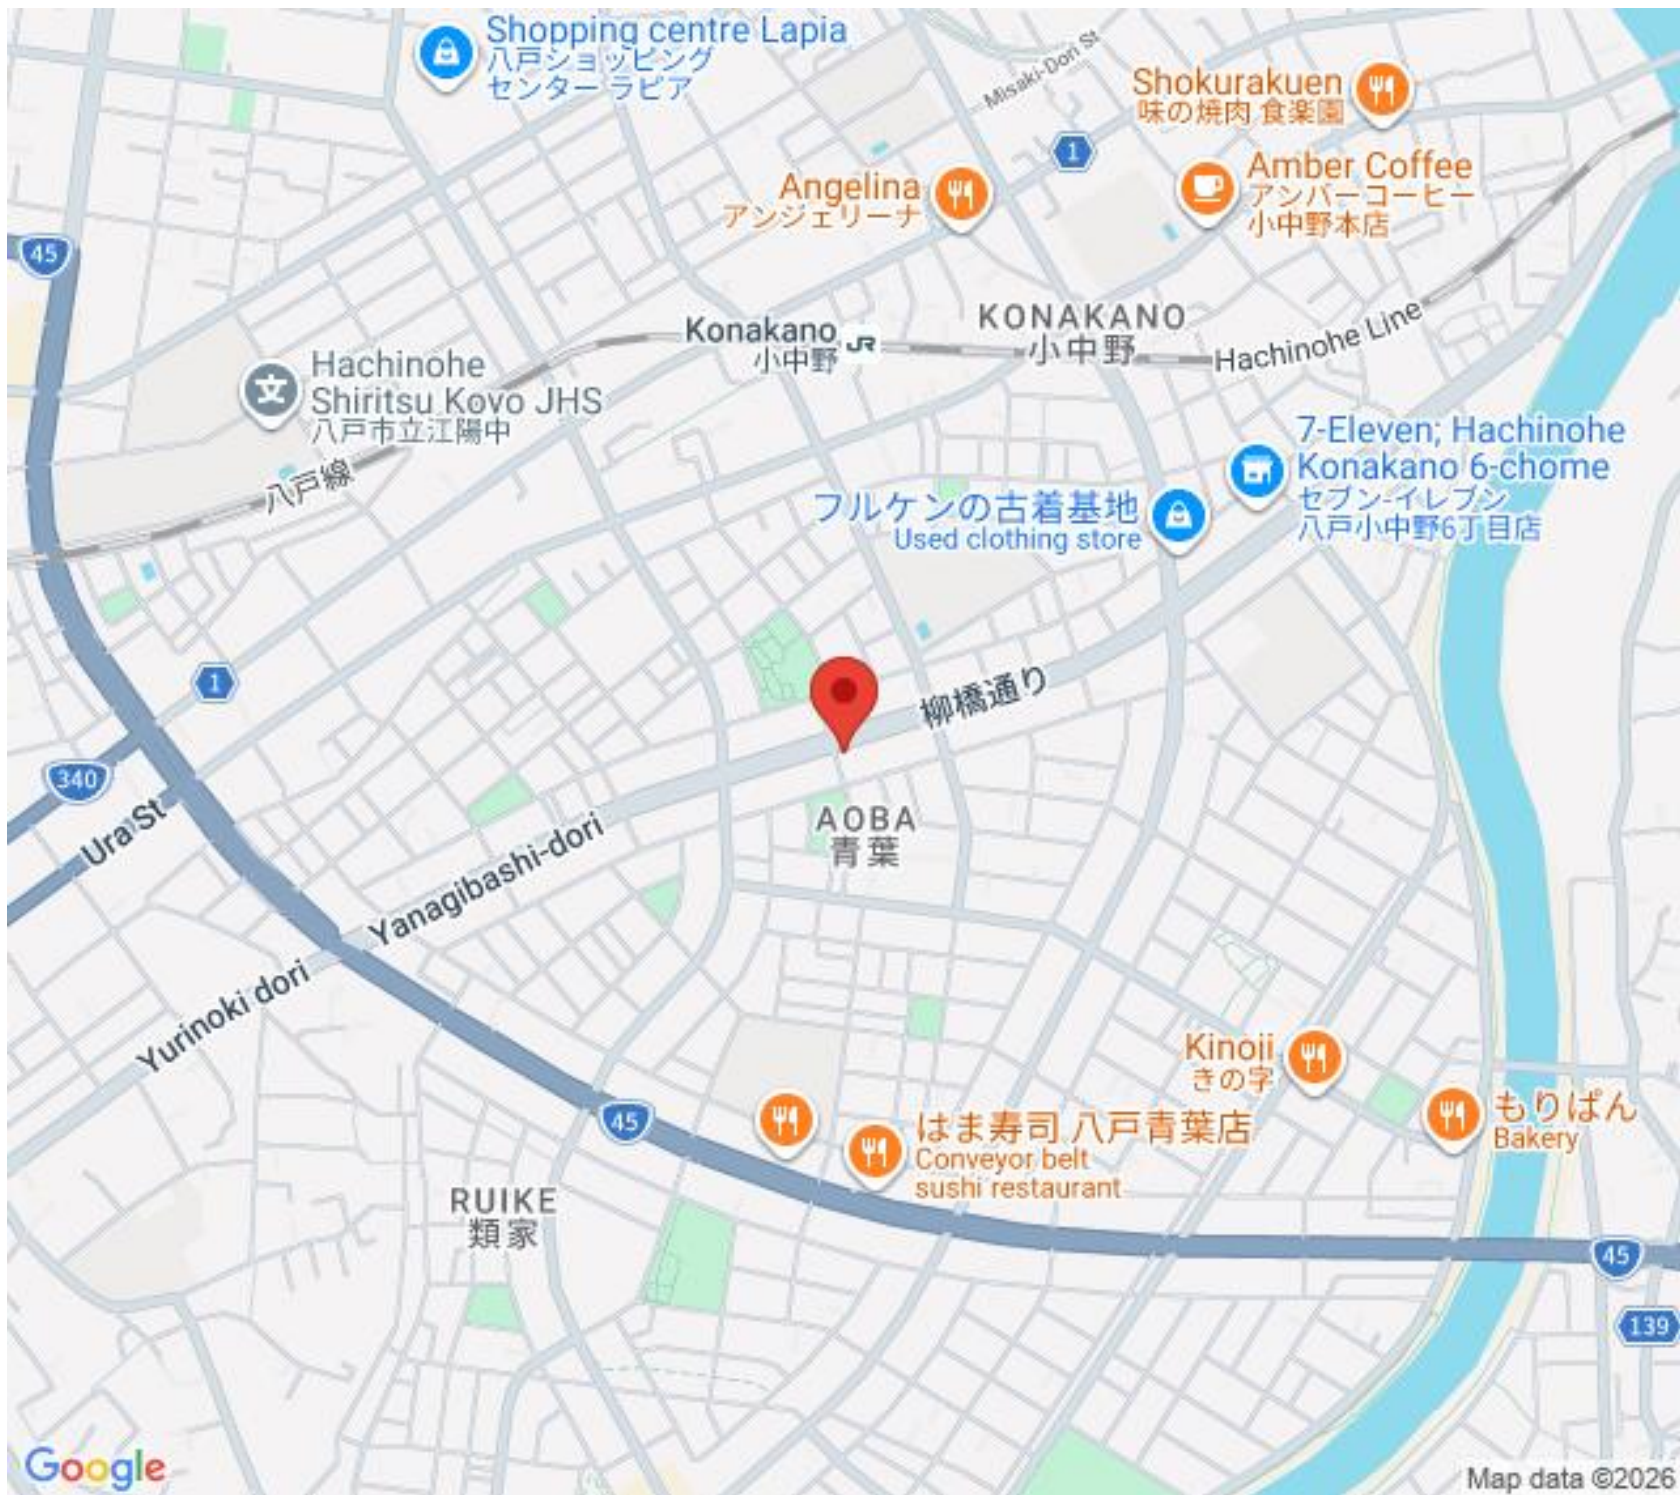 Shopping centre Lapia
八戸ショッピング
センター ラピア
Misaki-Dori St
Shokurakuen
味の焼肉 食楽園
1
Amber Coffee
アンバーコーヒー
小中野本店
Angelina
アンジェリーナ
45
KONAKANO
小中野
Konakano
小中野
JR
Hachinohe Line
Hachinohe
Shiritsu Koyo JHS
八戸市立江陽中
八戸線
7-Eleven; Hachinohe
Konakano 6-chome
セブン-イレブン
八戸小中野6丁目店
フルケンの古着基地
Used clothing store
1
柳橋通り
340
Ura St
AOBA
青葉
Yanagibashi-dori
Yurinoki dori
Kinoji
きの字
もりぱん
Bakery
45
はま寿司 八戸青葉店
Conveyor belt
sushi restaurant
RUIKE
類家
45
139
Google
Map data ©2026